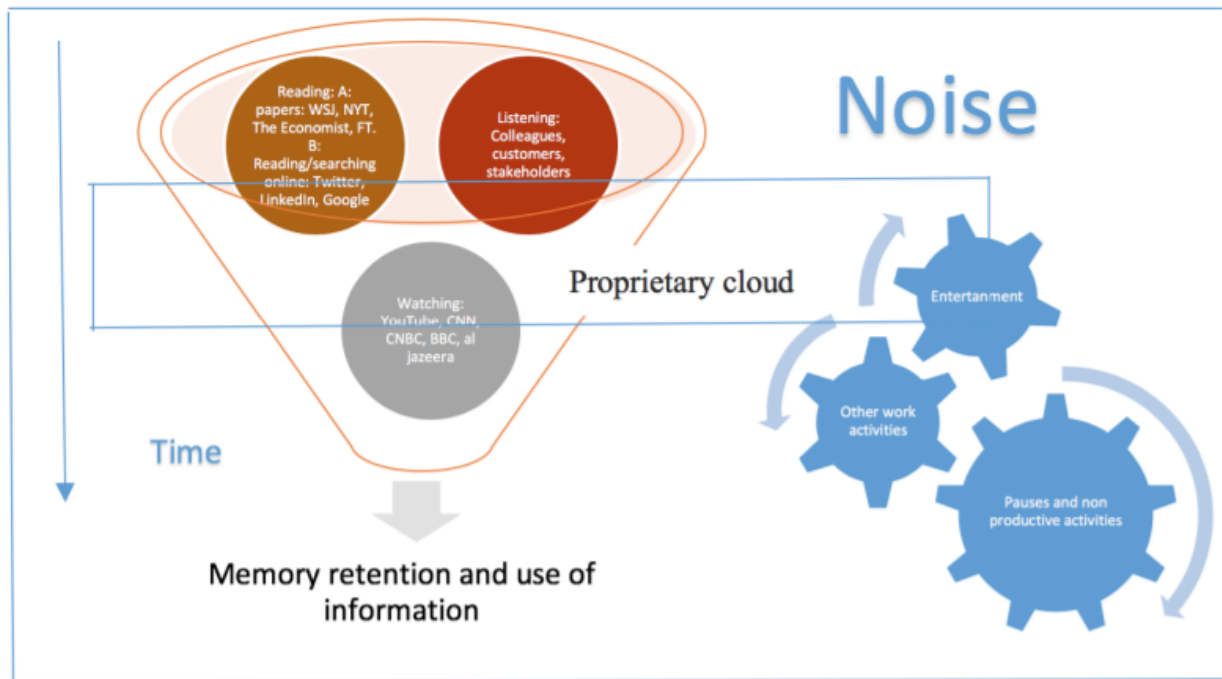 Noise
Reading: A:
papers: WSJ, NYT,
The Economist, FT.
B:
Reading/searching
online: Twitter,
LinkedIn, Google
Listening:
Colleagues,
customers,
stakeholders
Proprietary cloud
Watching:
YouTube, CNN,
CNBC, BBC, al
jazeera
Entertanment
Other work
activities
Pauses and non
productive activities
Time
Memory retention and use of
information